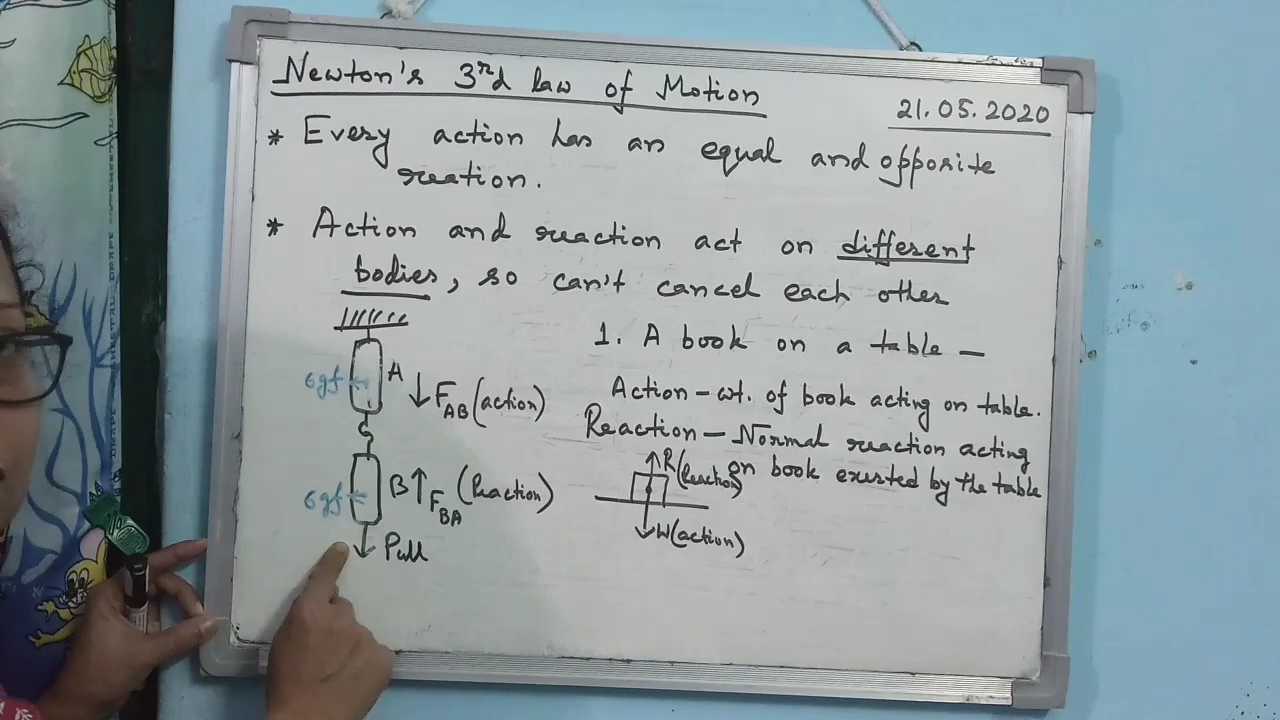 Newton's 3rd law of Motion
21.05.2020
* Every action has an equal and opposite
reaction.
* Action and reaction act on different
bodies, so can't cancel each other
1. A book on a table —
Action – wt. of book acting on table.
Reaction – Normal reaction acting
on book exerted by the table
6gf
A
F_AB (action)
6gf
B
F_BA (Reaction)
Pull
R (Reaction)
W (action)